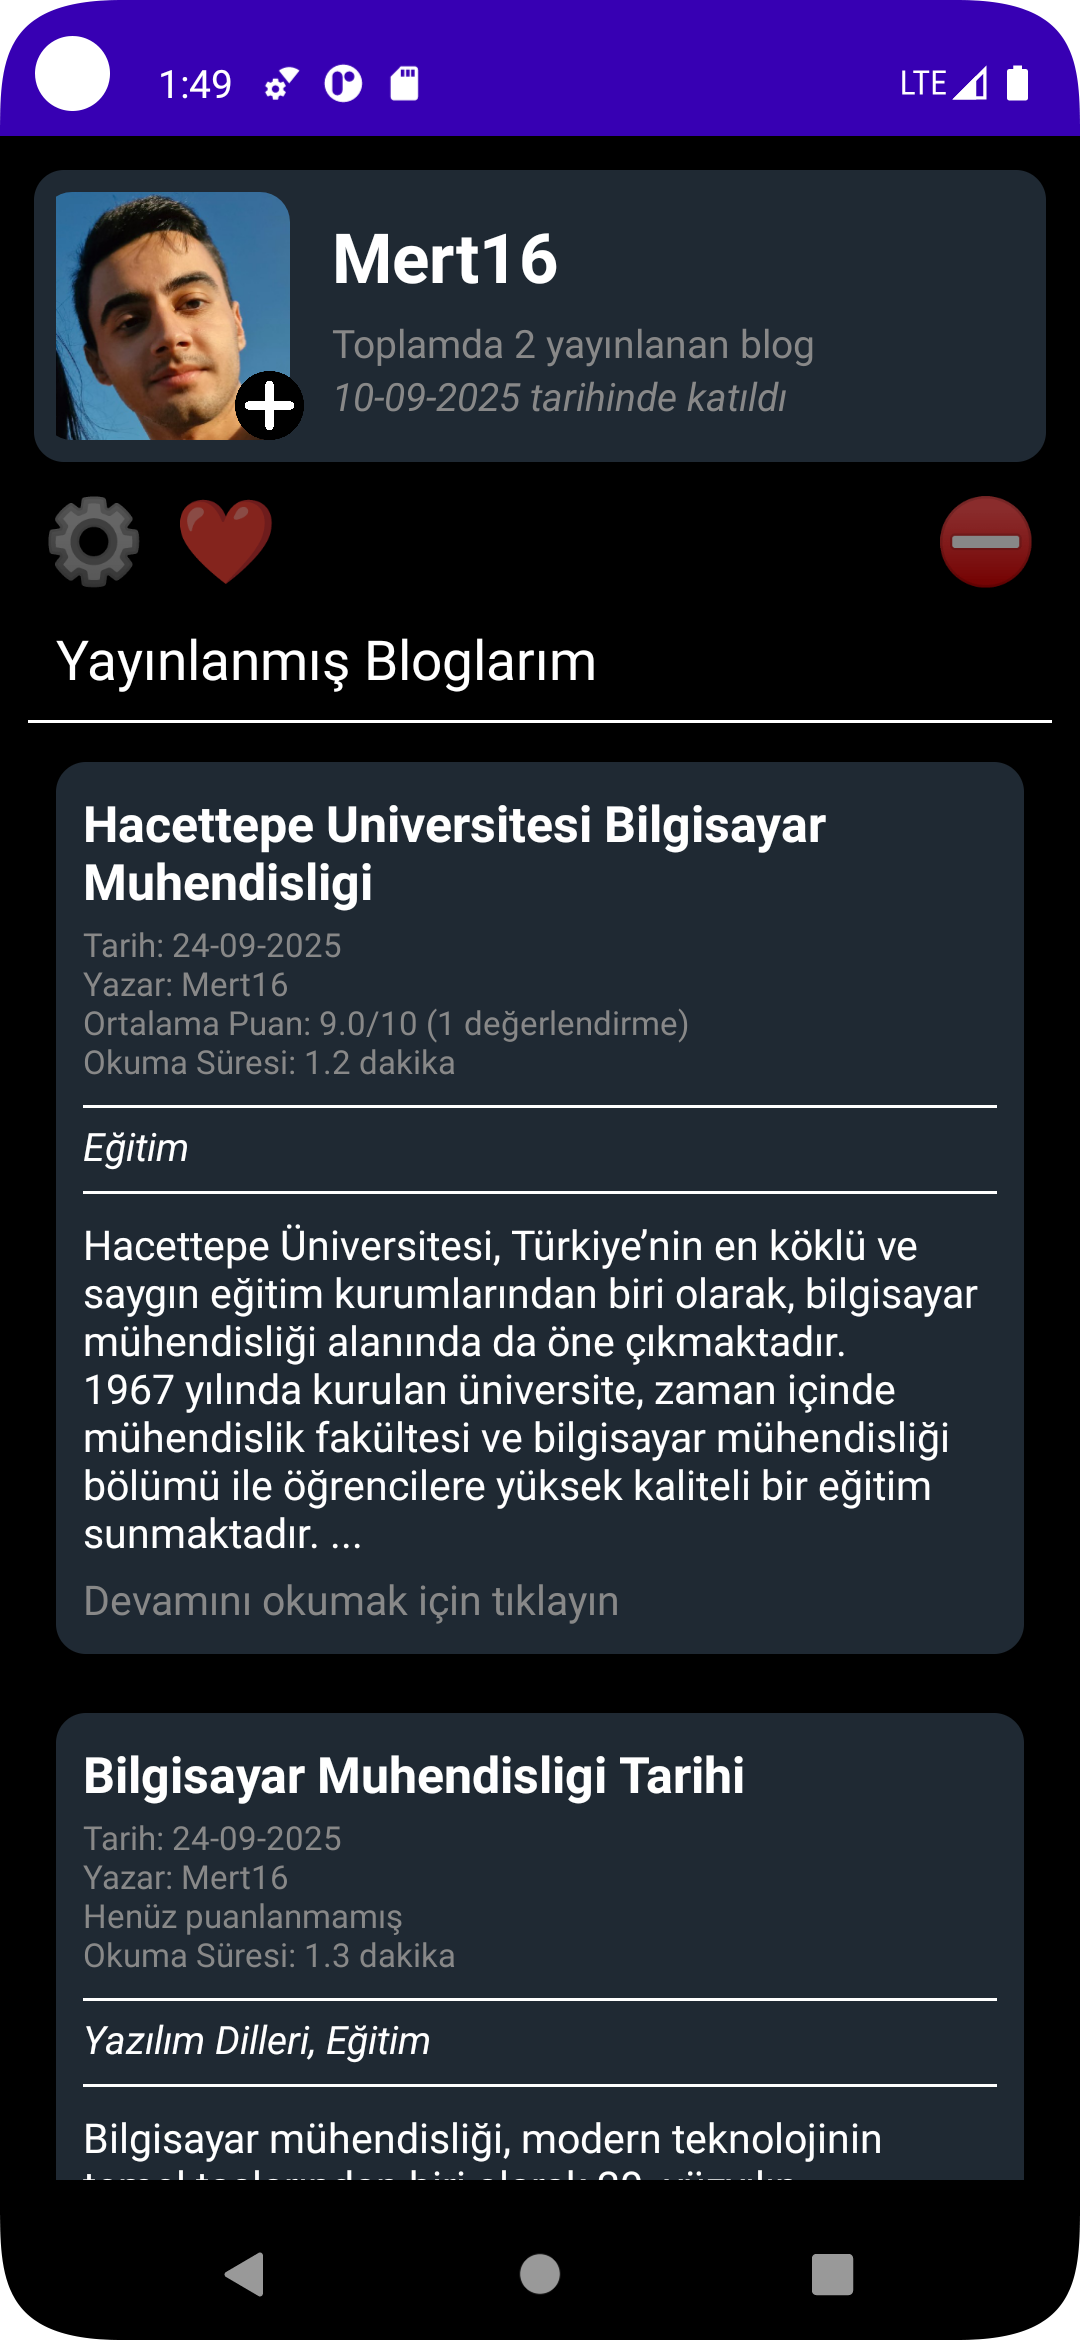 1:49
LTE
Mert16
Toplamda 2 yayınlanan blog
10-09-2025 tarihinde katıldı
Yayınlanmış Bloglarım
Hacettepe Universitesi Bilgisayar
Muhendisligi
Tarih: 24-09-2025
Yazar: Mert16
Ortalama Puan: 9.0/10 (1 değerlendirme)
Okuma Süresi: 1.2 dakika
Eğitim
Hacettepe Üniversitesi, Türkiye’nin en köklü ve
saygın eğitim kurumlarından biri olarak, bilgisayar
mühendisliği alanında da öne çıkmaktadır.
1967 yılında kurulan üniversite, zaman içinde
mühendislik fakültesi ve bilgisayar mühendisliği
bölümü ile öğrencilere yüksek kaliteli bir eğitim
sunmaktadır. ...
Devamını okumak için tıklayın
Bilgisayar Muhendisligi Tarihi
Tarih: 24-09-2025
Yazar: Mert16
Henüz puanlanmamış
Okuma Süresi: 1.3 dakika
Yazılım Dilleri, Eğitim
Bilgisayar mühendisliği, modern teknolojinin